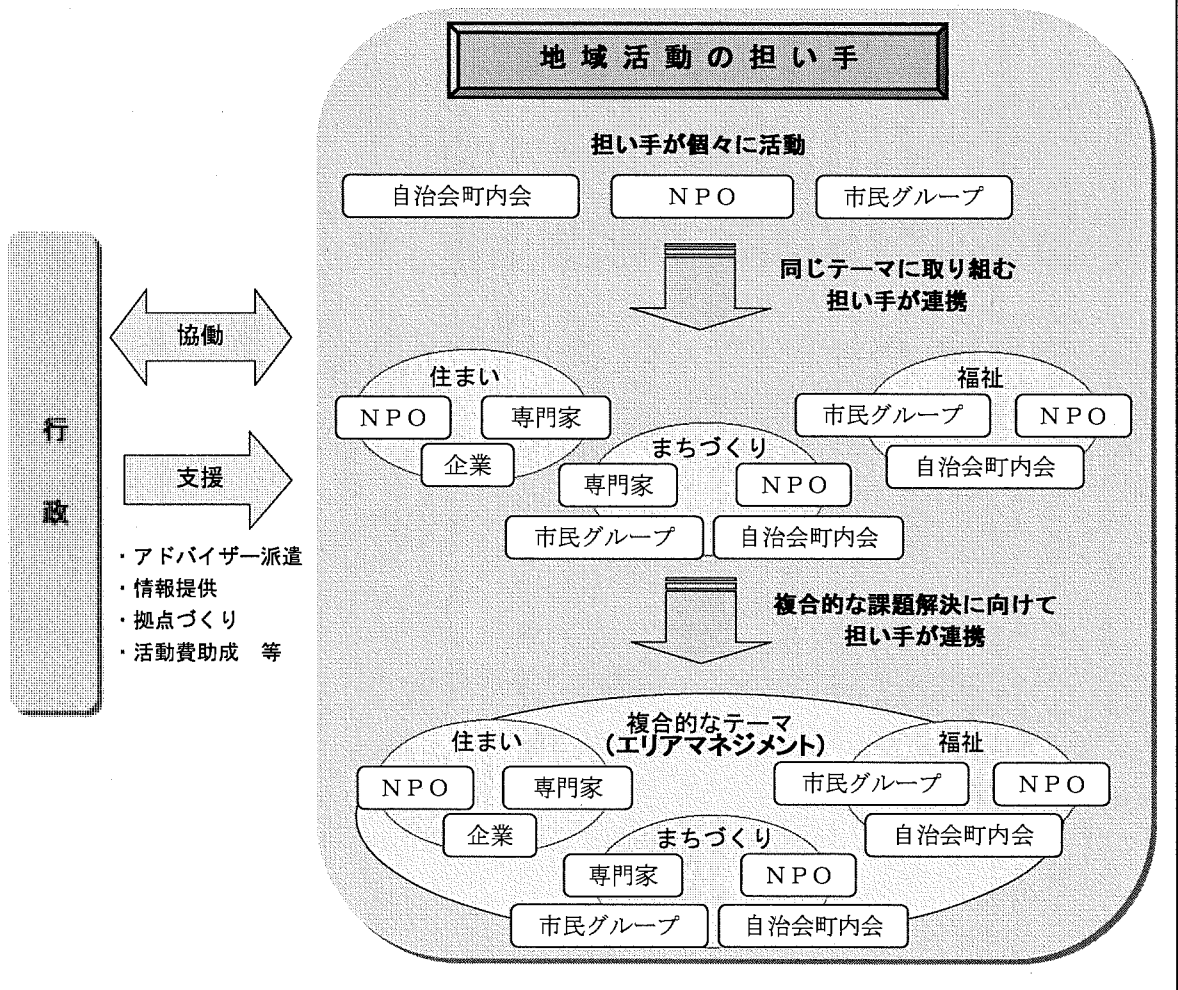 地域活動の担い手
担い手が個々に活動
自治会町内会
NPO
市民グループ
同じテーマに取り組む
担い手が連携
行政
協働
支援
・アドバイザー派遣
・情報提供
・拠点づくり
・活動費助成　等
住まい
NPO
専門家
企業
まちづくり
専門家
NPO
市民グループ
自治会町内会
福祉
市民グループ
NPO
自治会町内会
複合的な課題解決に向けて
担い手が連携
複合的なテーマ
（エリアマネジメント）
住まい
NPO
専門家
企業
まちづくり
専門家
NPO
市民グループ
自治会町内会
福祉
市民グループ
NPO
自治会町内会